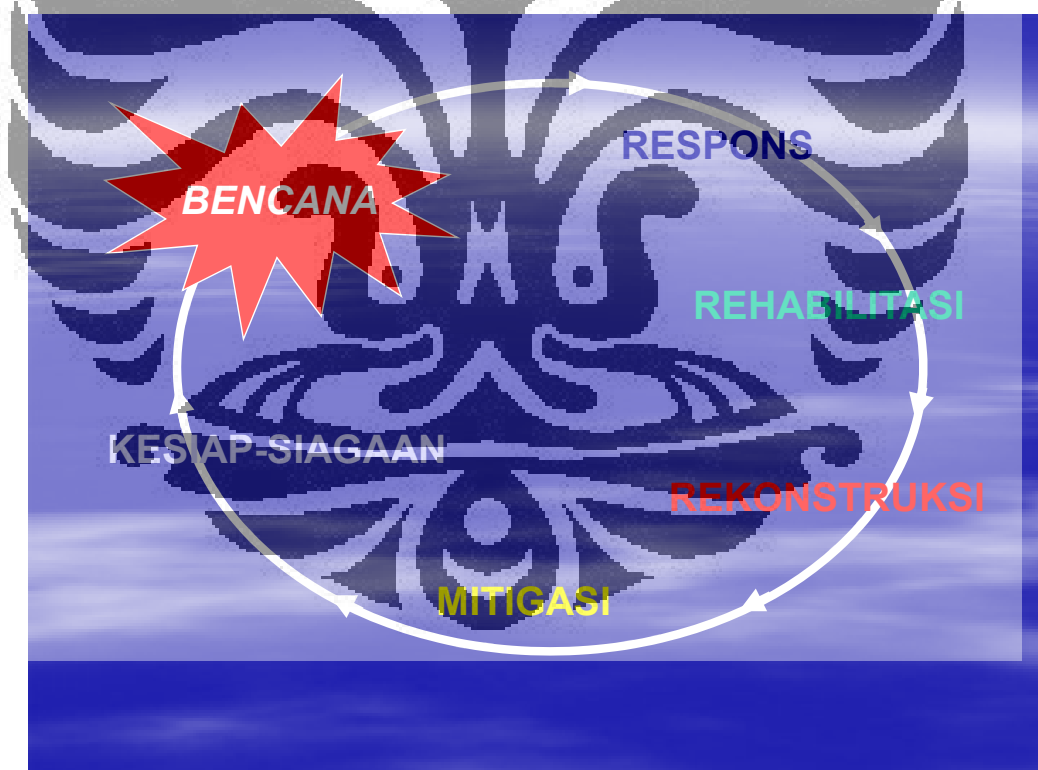 BENCANA
RESPONS
REHABILITASI
REKONSTRUKSI
MITIGASI
KESIAP-SIAGAAN